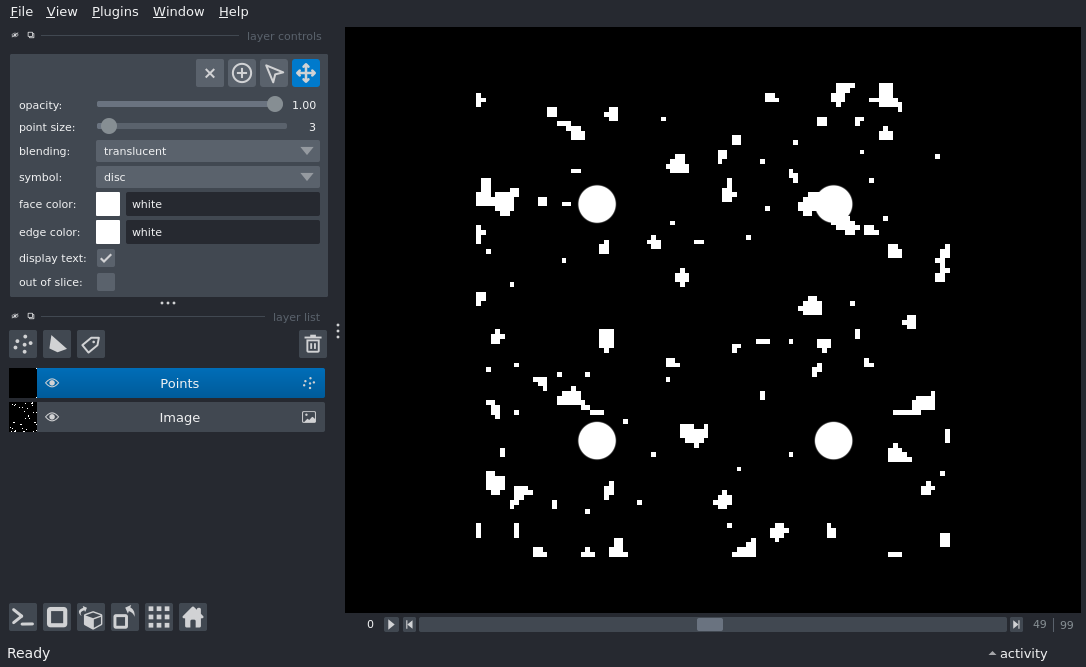 File View Plugins Window Help
layer controls
opacity: 1.00
point size: 3
blending: translucent
symbol: disc
face color: white
edge color: white
display text:
out of slice:
layer list
Points
Image
0 49 99
Ready activity